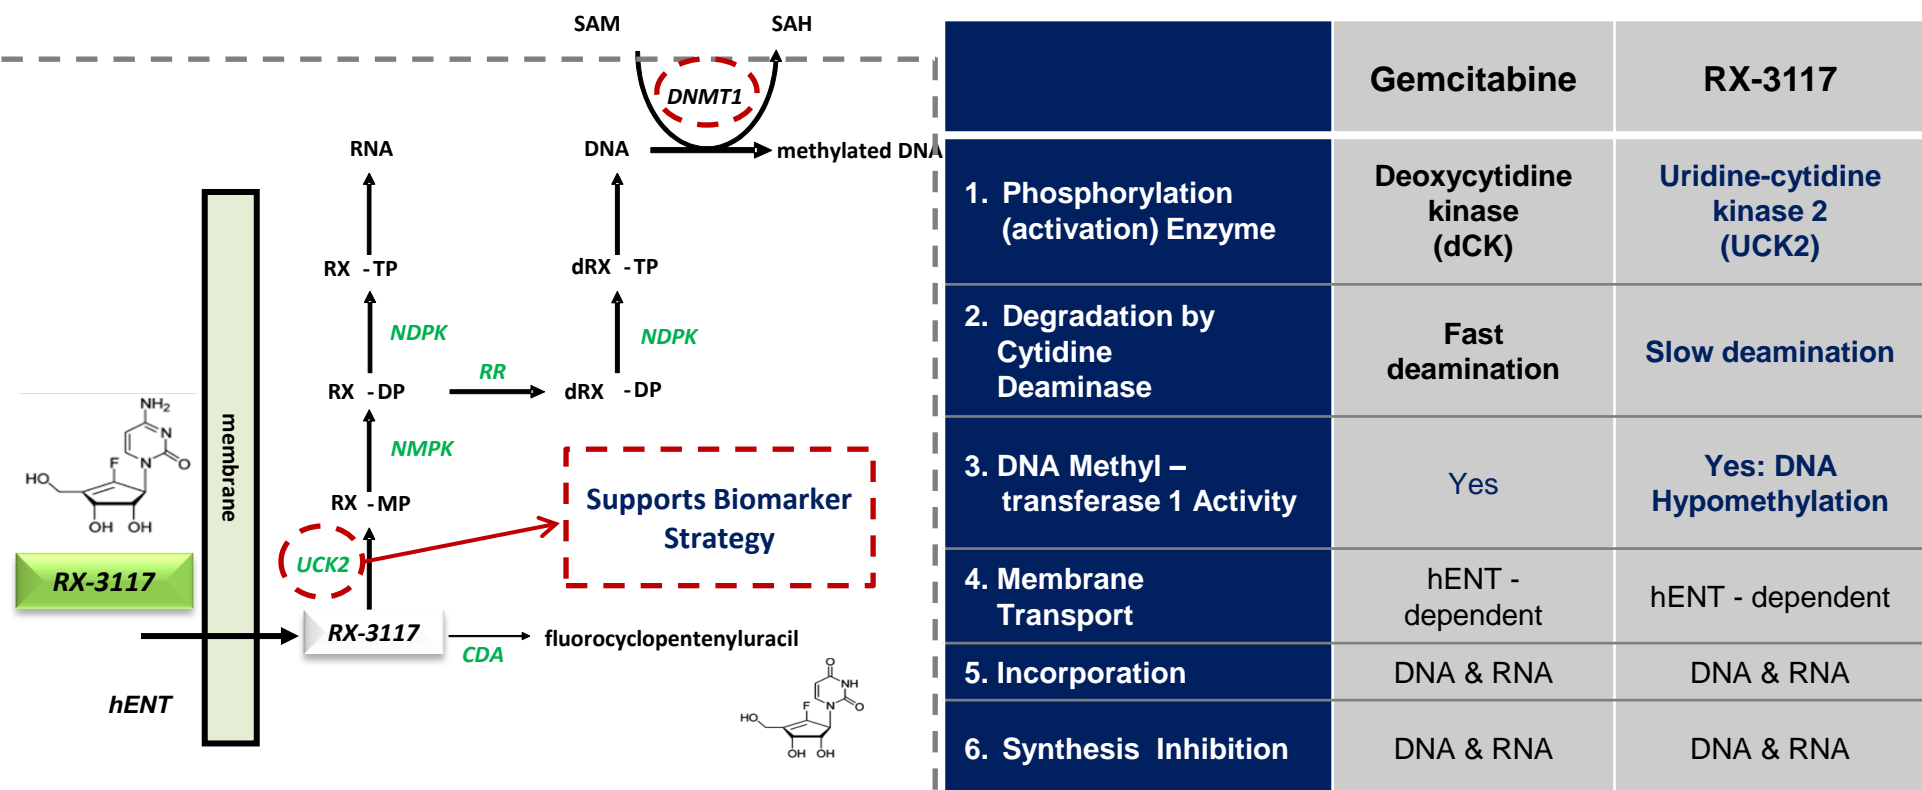 SAM
SAH
DNMT1
RNA
DNA
methylated DNA
RX -TP
dRX -TP
NDPK
NDPK
RR
RX -DP
dRX -DP
NMPK
RX -MP
UCK2
Supports Biomarker
Strategy
membrane
NH2
N
N
O
F
HO
OH OH
RX-3117
RX-3117
CDA
fluorocyclopentenyluracil
hENT
O
NH
N
O
F
HO
OH OH
Gemcitabine
RX-3117
1. Phosphorylation
(activation) Enzyme
Deoxycytidine
kinase
(dCK)
Uridine-cytidine
kinase 2
(UCK2)
2. Degradation by
Cytidine
Deaminase
Fast
deamination
Slow deamination
3. DNA Methyl –
transferase 1 Activity
Yes
Yes: DNA
Hypomethylation
4. Membrane
Transport
hENT -
dependent
hENT - dependent
5. Incorporation
DNA & RNA
DNA & RNA
6. Synthesis Inhibition
DNA & RNA
DNA & RNA